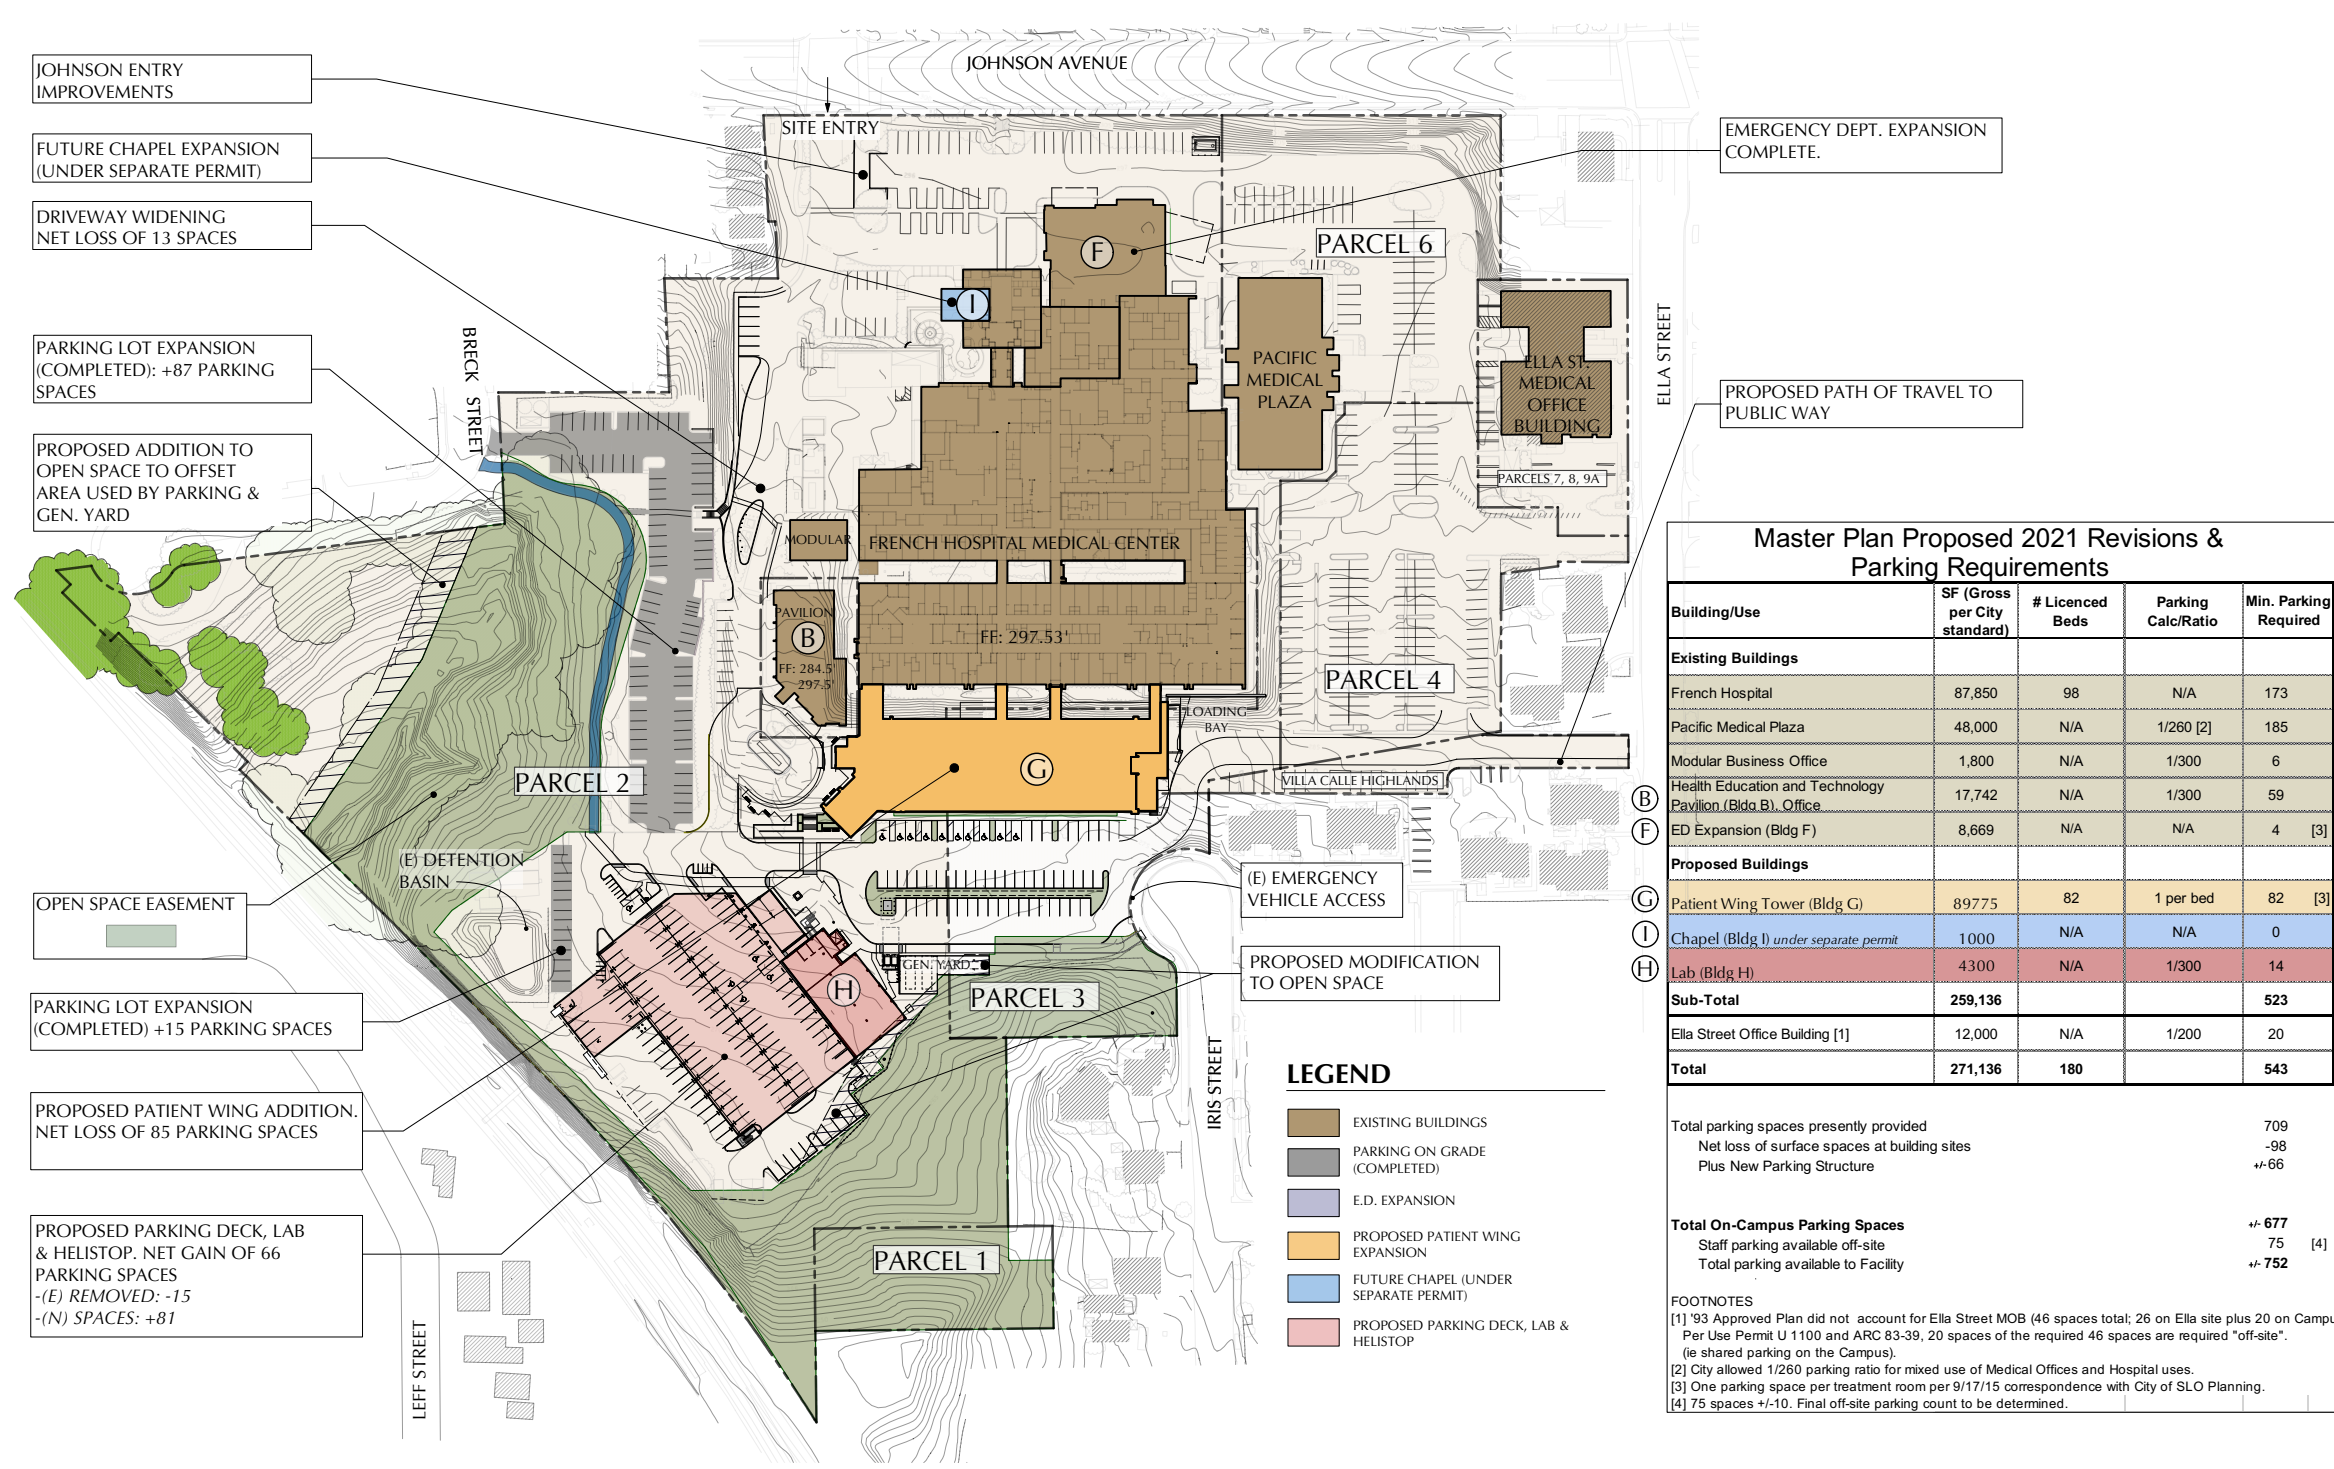 JOHNSON AVENUE
SITE ENTRY
JOHNSON ENTRY
IMPROVEMENTS
FUTURE CHAPEL EXPANSION
(UNDER SEPARATE PERMIT)
DRIVEWAY WIDENING
NET LOSS OF 13 SPACES
PARKING LOT EXPANSION
(COMPLETED): +87 PARKING
SPACES
PROPOSED ADDITION TO
OPEN SPACE TO OFFSET
AREA USED BY PARKING &
GEN. YARD
OPEN SPACE EASEMENT
PARKING LOT EXPANSION
(COMPLETED) +15 PARKING SPACES
PROPOSED PATIENT WING ADDITION.
NET LOSS OF 85 PARKING SPACES
PROPOSED PARKING DECK, LAB
& HELISTOP. NET GAIN OF 66
PARKING SPACES
-(E) REMOVED: -15
-(N) SPACES: +81
EMERGENCY DEPT. EXPANSION
COMPLETE.
PROPOSED PATH OF TRAVEL TO
PUBLIC WAY
BRECK STREET
ELLA STREET
IRIS STREET
LEFF STREET
F
I
PARCEL 6
PACIFIC
MEDICAL
PLAZA
ELLA ST.
MEDICAL
OFFICE
BUILDING
PARCELS 7, 8, 9A
MODULAR
FRENCH HOSPITAL MEDICAL CENTER
PAVILION
B
FF: 284.5'
297.5'
FF: 297.53'
PARCEL 4
LOADING
BAY
G
VILLA CALLE HIGHLANDS
PARCEL 2
(E) DETENTION
BASIN
(E) EMERGENCY
VEHICLE ACCESS
PROPOSED MODIFICATION
TO OPEN SPACE
GEN. YARD
H
PARCEL 3
PARCEL 1
LEGEND
EXISTING BUILDINGS
PARKING ON GRADE
(COMPLETED)
E.D. EXPANSION
PROPOSED PATIENT WING
EXPANSION
FUTURE CHAPEL (UNDER
SEPARATE PERMIT)
PROPOSED PARKING DECK, LAB &
HELISTOP
Master Plan Proposed 2021 Revisions &
Parking Requirements
Building/Use SF (Gross per City standard) # Licenced Beds Parking Calc/Ratio Min. Parking Required
Existing Buildings
French Hospital 87,850 98 N/A 173
Pacific Medical Plaza 48,000 N/A 1/260 [2] 185
Modular Business Office 1,800 N/A 1/300 6
B Health Education and Technology Pavilion (Bldg B), Office 17,742 N/A 1/300 59
F ED Expansion (Bldg F) 8,669 N/A N/A 4 [3]
Proposed Buildings
G Patient Wing Tower (Bldg G) 89775 82 1 per bed 82 [3]
I Chapel (Bldg I) under separate permit 1000 N/A N/A 0
H Lab (Bldg H) 4300 N/A 1/300 14
Sub-Total 259,136 523
Ella Street Office Building [1] 12,000 N/A 1/200 20
Total 271,136 180 543
Total parking spaces presently provided 709
Net loss of surface spaces at building sites -98
Plus New Parking Structure +/-66
Total On-Campus Parking Spaces +/- 677
Staff parking available off-site 75 [4]
Total parking available to Facility +/- 752
FOOTNOTES
[1] '93 Approved Plan did not account for Ella Street MOB (46 spaces total; 26 on Ella site plus 20 on Campu
Per Use Permit U 1100 and ARC 83-39, 20 spaces of the required 46 spaces are required "off-site".
(ie shared parking on the Campus).
[2] City allowed 1/260 parking ratio for mixed use of Medical Offices and Hospital uses.
[3] One parking space per treatment room per 9/17/15 correspondence with City of SLO Planning.
[4] 75 spaces +/-10. Final off-site parking count to be determined.